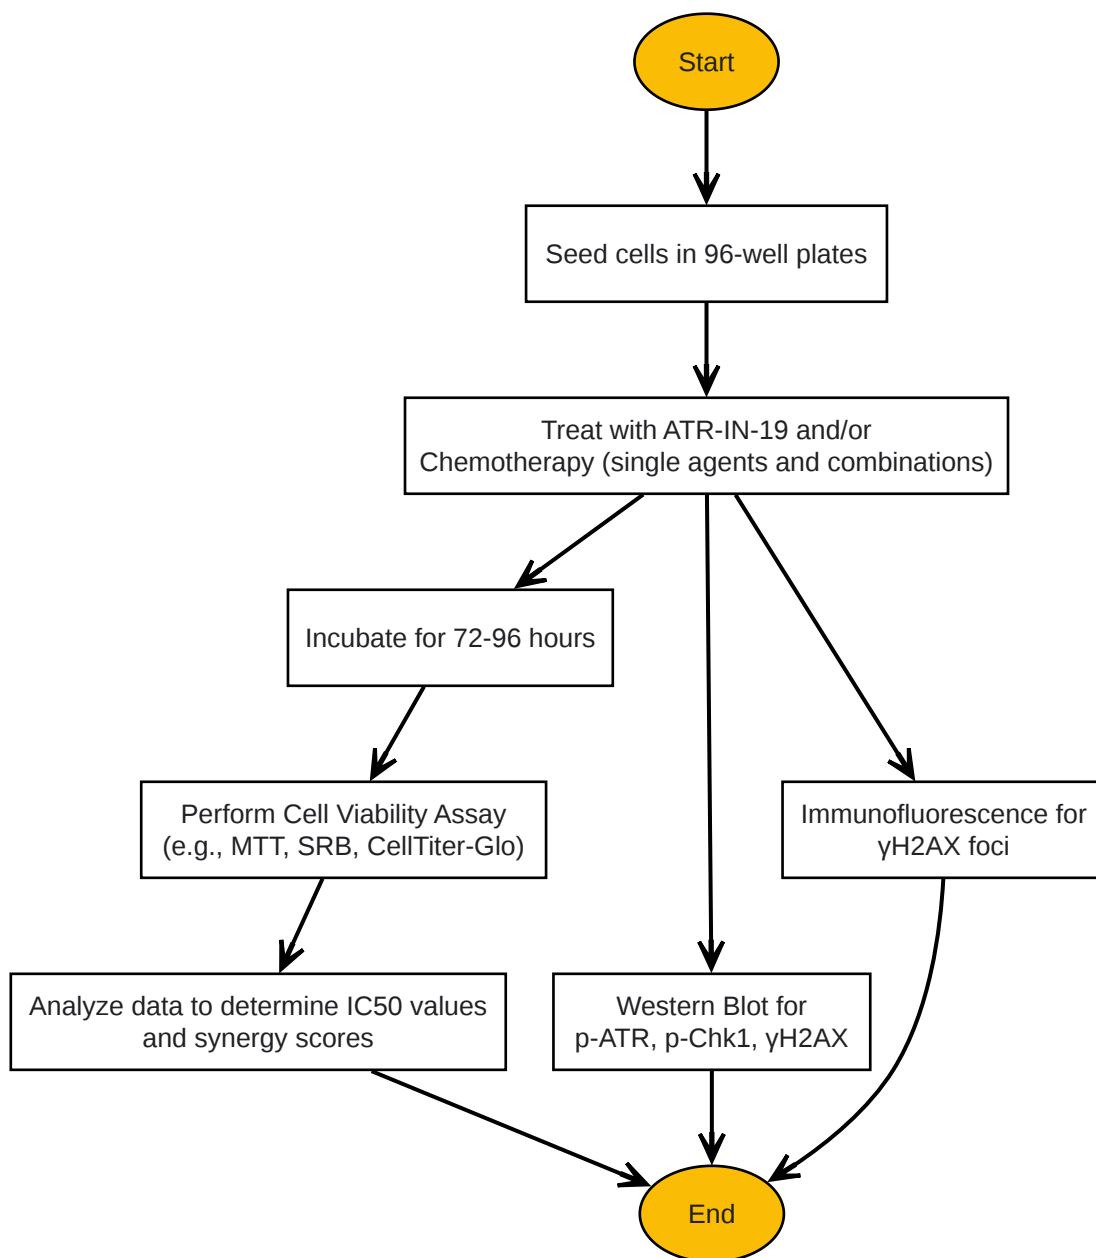 Start
Seed cells in 96-well plates
Treat with ATR-IN-19 and/or
Chemotherapy (single agents and combinations)
Incubate for 72-96 hours
Perform Cell Viability Assay
(e.g., MTT, SRB, CellTiter-Glo)
Immunofluorescence for
γH2AX foci
Analyze data to determine IC50 values
and synergy scores
Western Blot for
p-ATR, p-Chk1, γH2AX
End